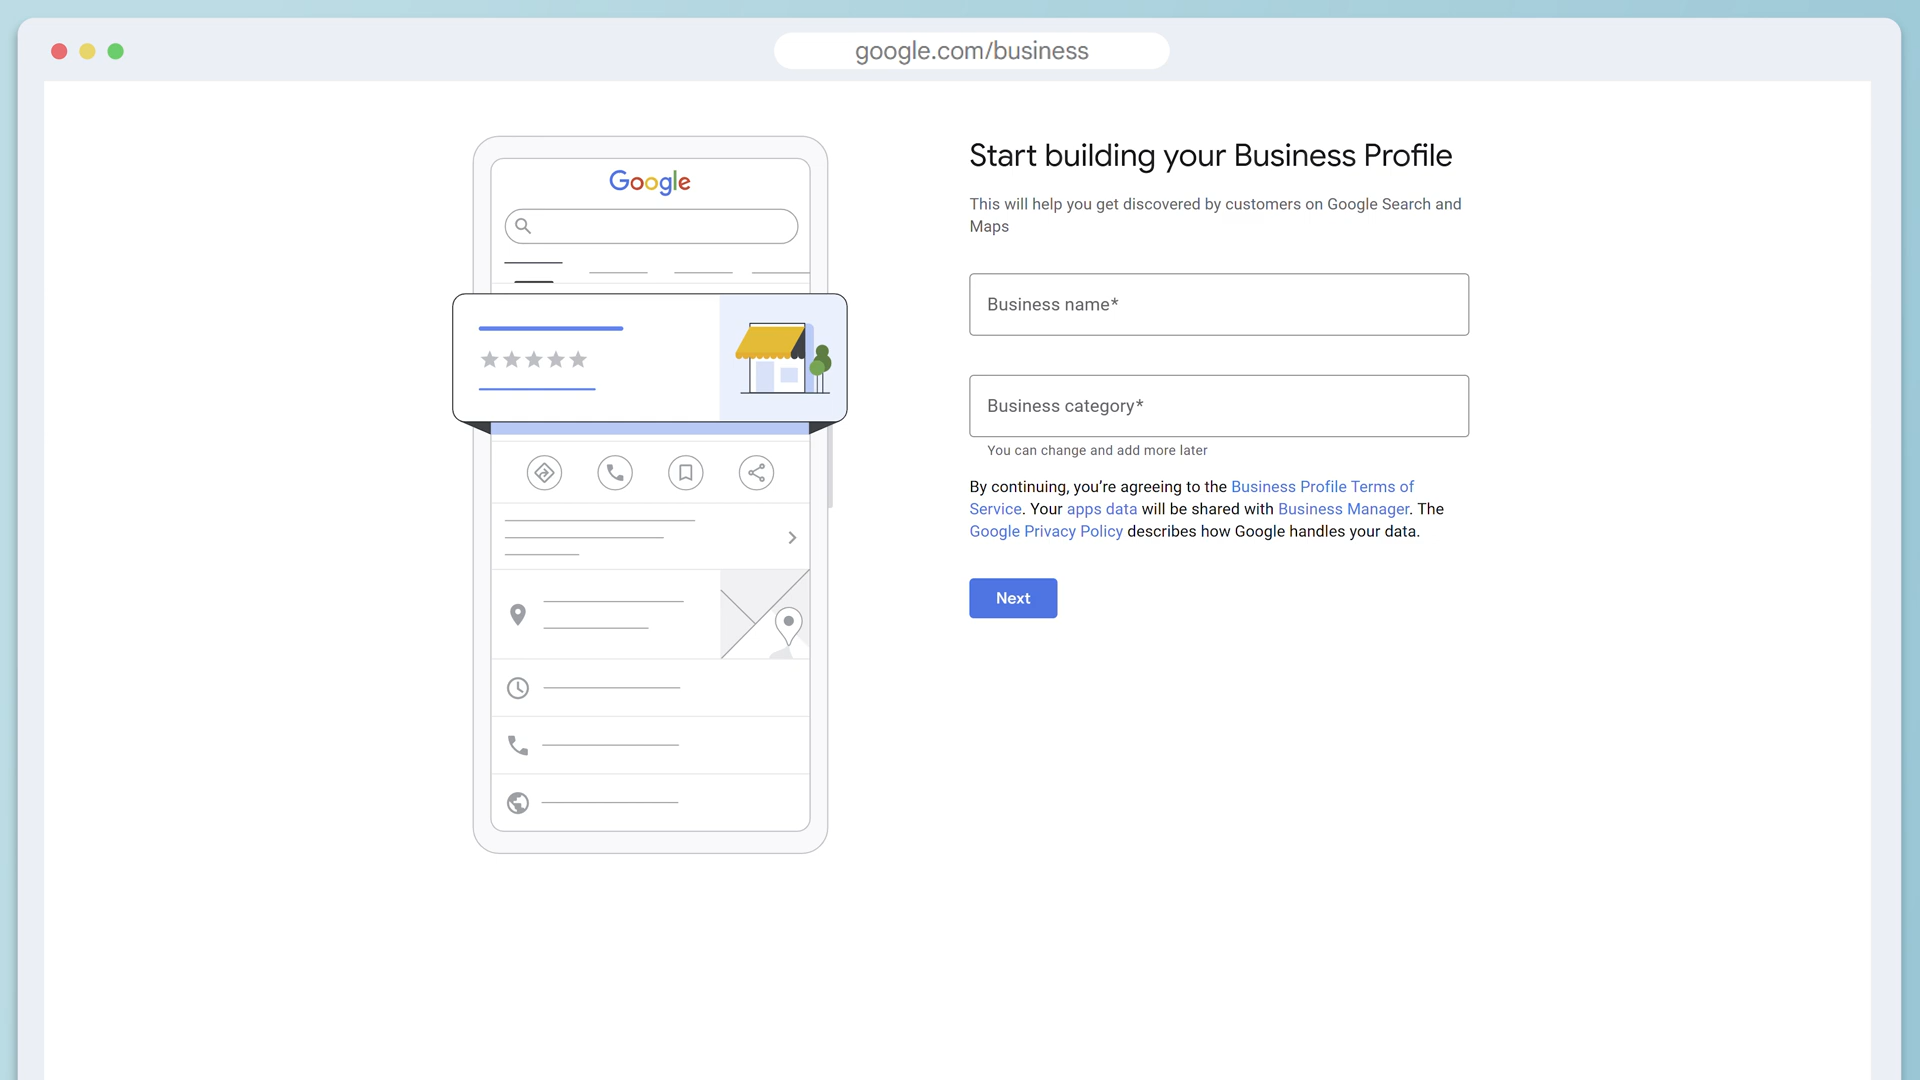 google.com/business
Google
Start building your Business Profile
This will help you get discovered by customers on Google Search and
Maps
Business name*
Business category*
You can change and add more later
By continuing, you’re agreeing to the Business Profile Terms of
Service. Your apps data will be shared with Business Manager. The
Google Privacy Policy describes how Google handles your data.
Next